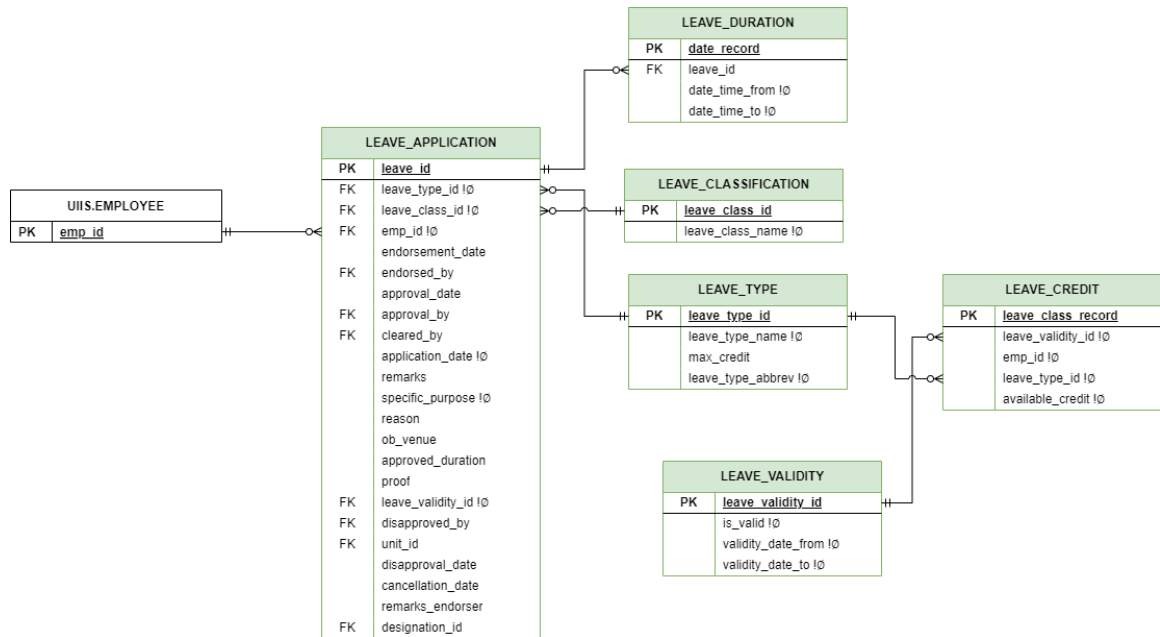 LEAVE_DURATION
PK date_record
FK leave_id
date_time_from !Ø
date_time_to !Ø
LEAVE_APPLICATION
PK leave_id
FK leave_type_id !Ø
FK leave_class_id !Ø
FK emp_id !Ø
endorsement_date
FK endorsed_by
approval_date
FK approval_by
FK cleared_by
application_date !Ø
remarks
specific_purpose !Ø
reason
ob_venue
approved_duration
proof
FK leave_validity_id !Ø
FK disapproved_by
FK unit_id
disapproval_date
cancellation_date
remarks_endorser
FK designation_id
UIIS.EMPLOYEE
PK emp_id
LEAVE_CLASSIFICATION
PK leave_class_id
leave_class_name !Ø
LEAVE_TYPE
PK leave_type_id
leave_type_name !Ø
max_credit
leave_type_abbrev !Ø
LEAVE_CREDIT
PK leave_class_record
leave_validity_id !Ø
emp_id !Ø
leave_type_id !Ø
available_credit !Ø
LEAVE_VALIDITY
PK leave_validity_id
is_valid !Ø
validity_date_from !Ø
validity_date_to !Ø